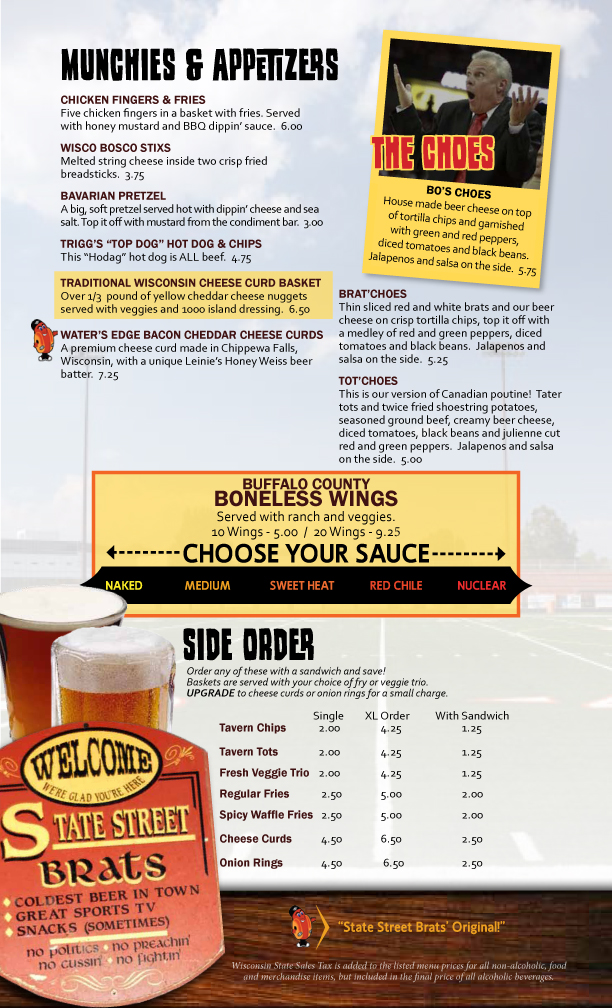 MUNCHIES & APPETIZERS
CHICKEN FINGERS & FRIES
Five chicken fingers in a basket with fries. Served
with honey mustard and BBQ dippin’ sauce. 6.00
WISCO BOSCO STIXS
Melted string cheese inside two crisp fried
breadsticks. 3.75
BAVARIAN PRETZEL
A big, soft pretzel served hot with dippin’ cheese and sea
salt. Top it off with mustard from the condiment bar. 3.00
TRIGG’S “TOP DOG” HOT DOG & CHIPS
This “Hodag” hot dog is ALL beef. 4.75
TRADITIONAL WISCONSIN CHEESE CURD BASKET
Over 1/3 pound of yellow cheddar cheese nuggets
served with veggies and 1000 island dressing. 6.50
WATER’S EDGE BACON CHEDDAR CHEESE CURDS
A premium cheese curd made in Chippewa Falls,
Wisconsin, with a unique Leinie’s Honey Weiss beer
batter. 7.25
THE CHOES
BO’S CHOES
House made beer cheese on top
of tortilla chips and garnished
with green and red peppers,
diced tomatoes and black beans.
Jalapenos and salsa on the side. 5.75
BRAT’CHOES
Thin sliced red and white brats and our beer
cheese on crisp tortilla chips, top it off with
a medley of red and green peppers, diced
tomatoes and black beans. Jalapenos and
salsa on the side. 5.25
TOT’CHOES
This is our version of Canadian poutine! Tater
tots and twice fried shoestring potatoes,
seasoned ground beef, creamy beer cheese,
diced tomatoes, black beans and julienne cut
red and green peppers. Jalapenos and salsa
on the side. 5.00
BUFFALO COUNTY
BONELESS WINGS
Served with ranch and veggies.
10 Wings - 5.00 / 20 Wings - 9.25
CHOOSE YOUR SAUCE
NAKED MEDIUM SWEET HEAT RED CHILE NUCLEAR
SIDE ORDER
Order any of these with a sandwich and save!
Baskets are served with your choice of fry or veggie trio.
UPGRADE to cheese curds or onion rings for a small charge.
Single XL Order With Sandwich
Tavern Chips 2.00 4.25 1.25
Tavern Tots 2.00 4.25 1.25
Fresh Veggie Trio 2.00 4.25 1.25
Regular Fries 2.50 5.00 2.00
Spicy Waffle Fries 2.50 5.00 2.00
Cheese Curds 4.50 6.50 2.50
Onion Rings 4.50 6.50 2.50
WELCOME
WE'RE GLAD YOU'RE HERE
STATE STREET
BRATS
COLDEST BEER IN TOWN
GREAT SPORTS TV
SNACKS (SOMETIMES)
no politics · no preachin'
no cussin' · no fightin'
“State Street Brats’ Original!”
Wisconsin State Sales Tax is added to the listed menu prices for all non-alcoholic, food
and merchandise items, but included in the final price of all alcoholic beverages.